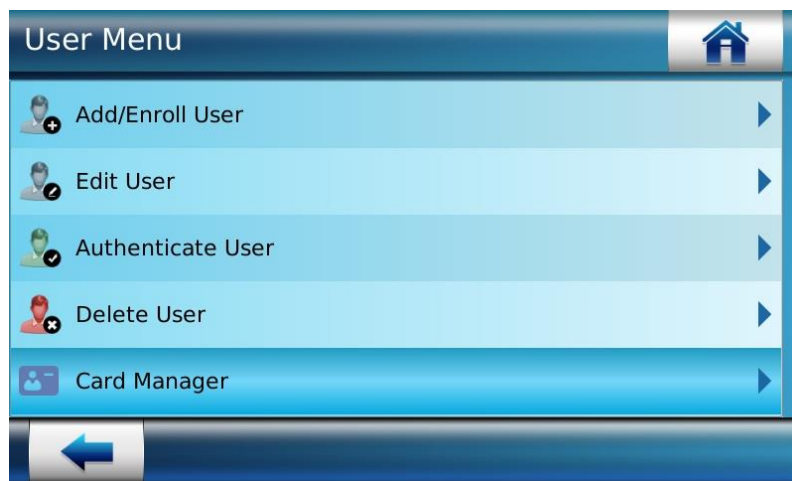 User Menu
Add/Enroll User
Edit User
Authenticate User
Delete User
Card Manager